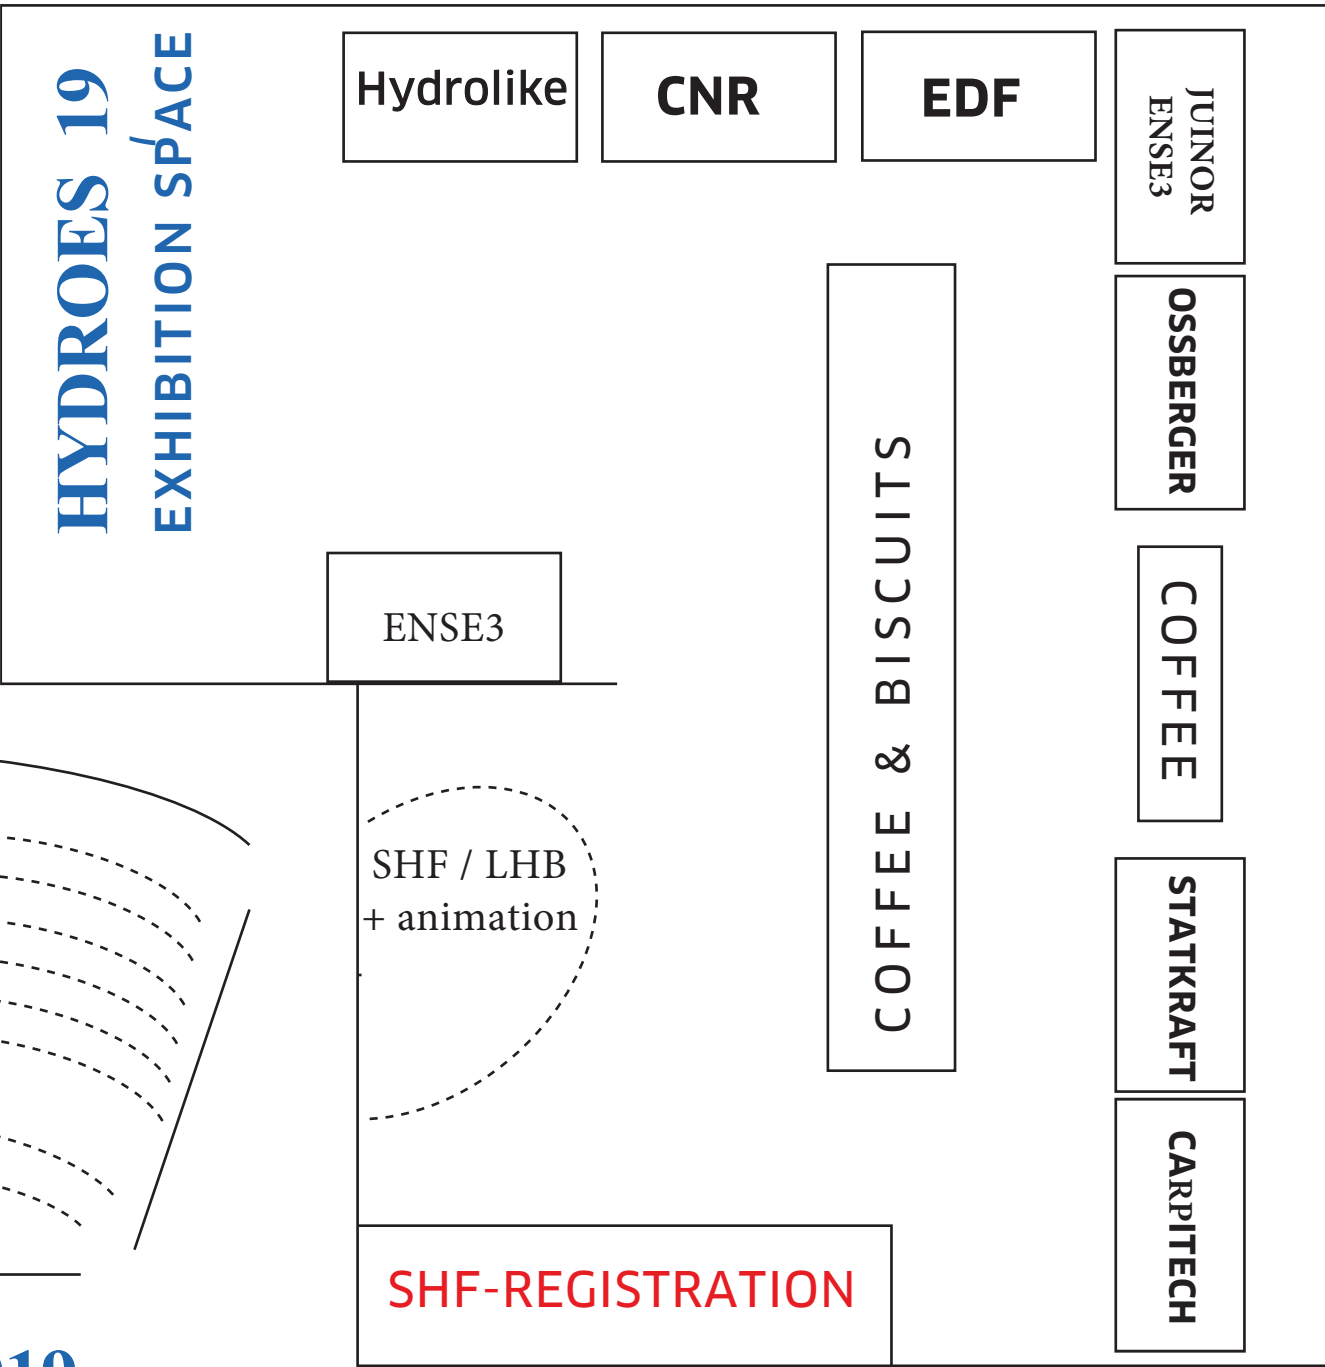 HYDROES 19
EXHIBITION SPACE
Hydrolike
CNR
EDF
JUINOR
ENSE3
OSSBERGER
COFFEE
STATKRAFT
CARPITECH
COFFEE & BISCUITS
ENSE3
SHF / LHB
+ animation
SHF-REGISTRATION